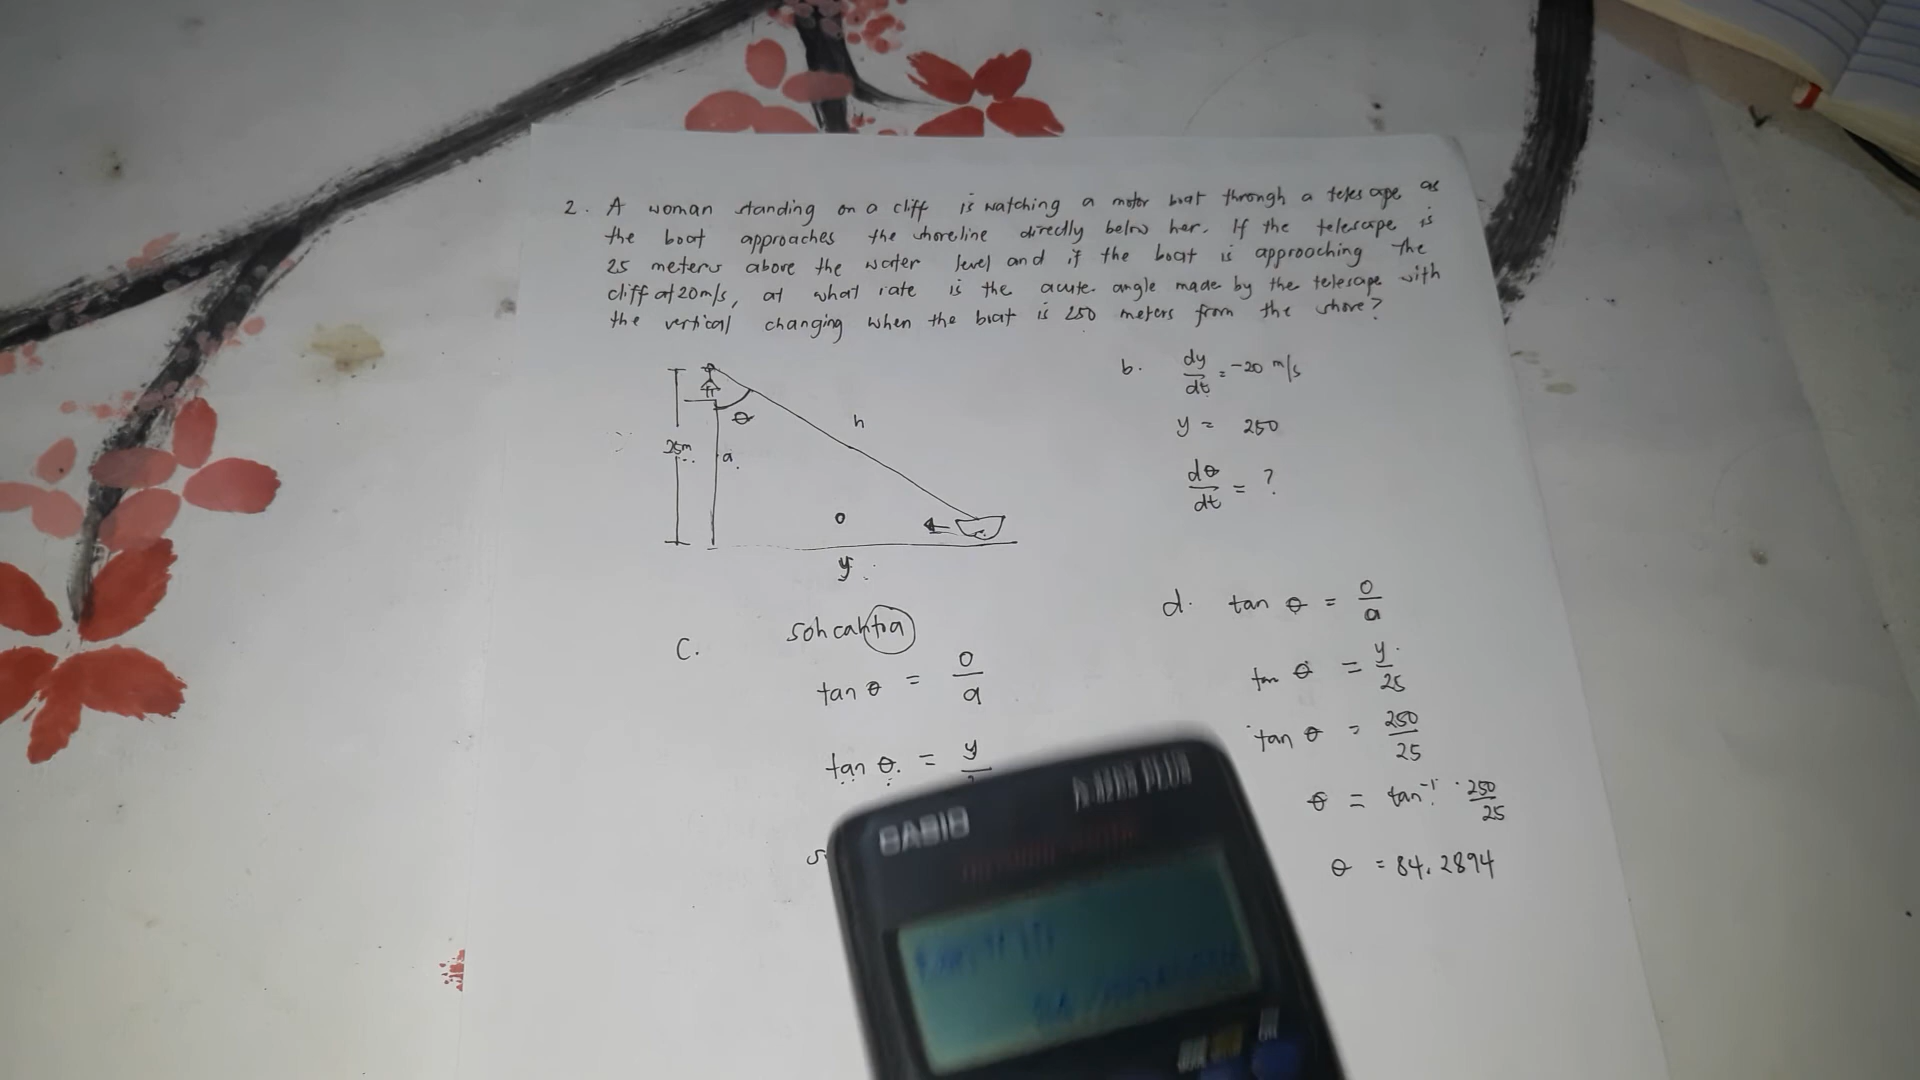 2. A woman standing on a cliff is watching a motor boat through a telescope as
the boat approaches the shoreline directly below her. If the telescope is
25 meters above the water level and if the boat is approaching the
cliff at 20m/s, at what rate is the acute angle made by the telescope with
the vertical changing when the boat is 250 meters from the shore?
25m
a
θ
h
o
y
b. dy/dt = -20 m/s
y = 250
dθ/dt = ?
c. sohcahtoa
tan θ = o/a
tan θ = y
d. tan θ = o/a
tan θ = y/25
tan θ = 250/25
θ = tan⁻¹ 250/25
θ = 84.2894